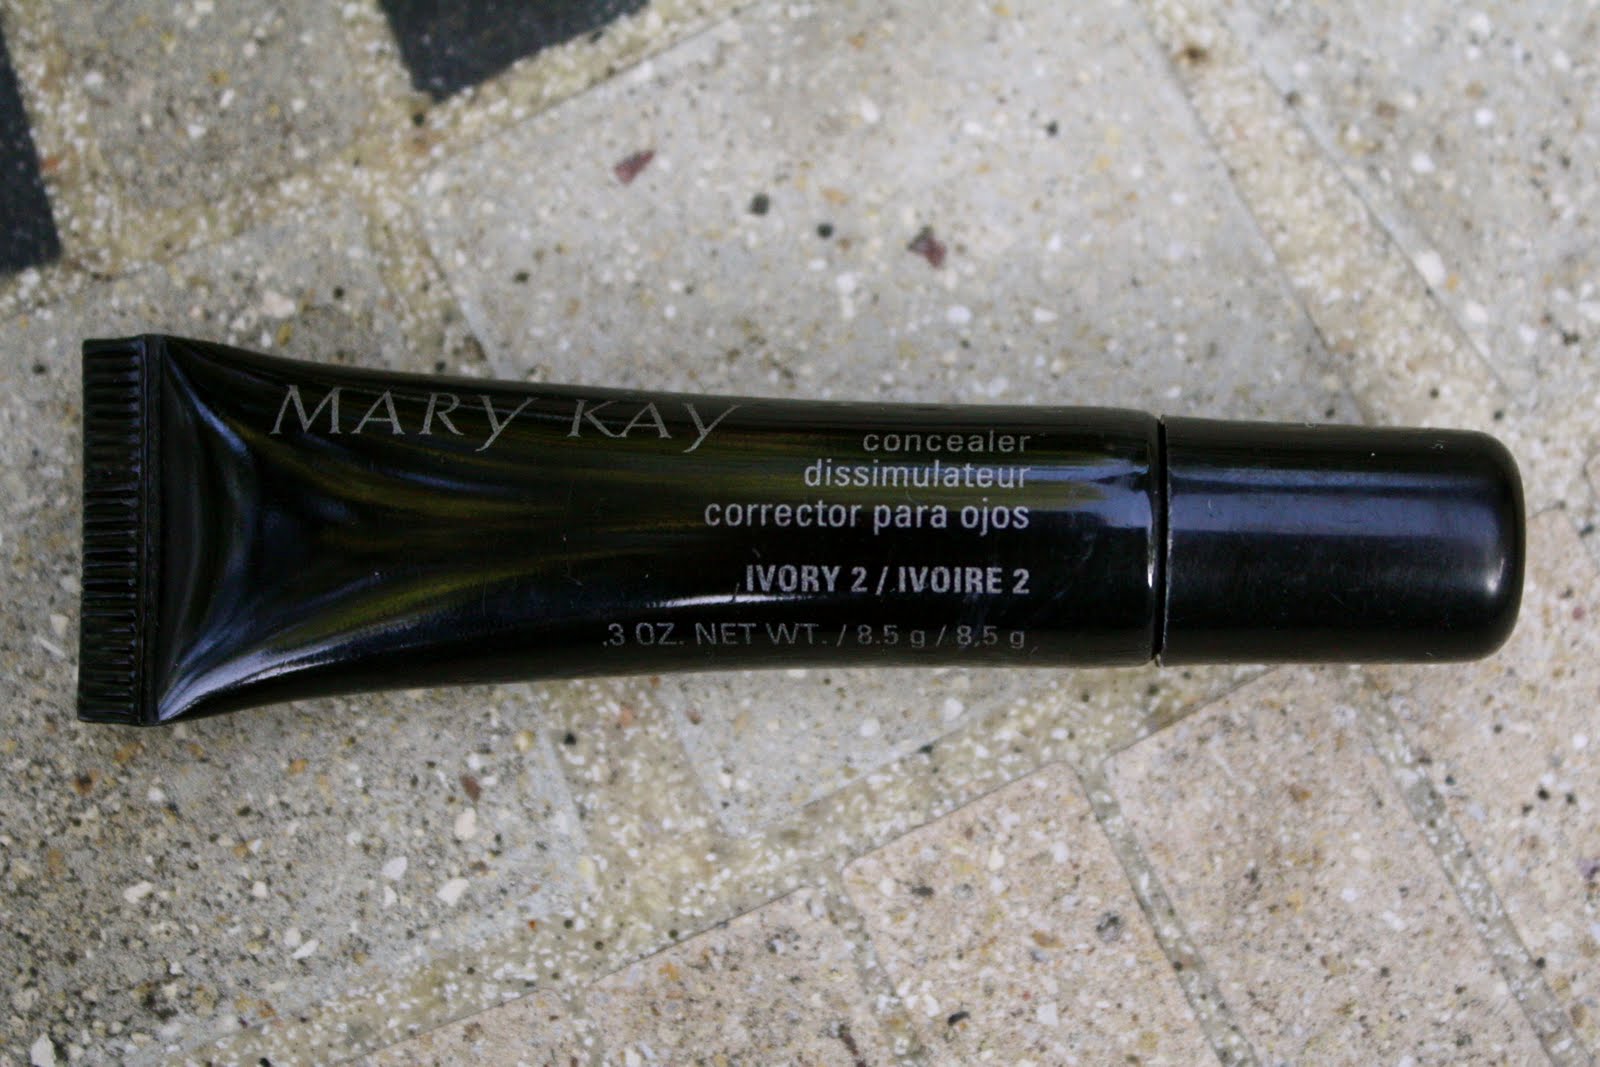 MARY KAY
concealer
dissimulateur
corrector para ojos
IVORY 2 / IVOIRE 2
.3 OZ. NET WT. / 8.5 g / 8,5 g